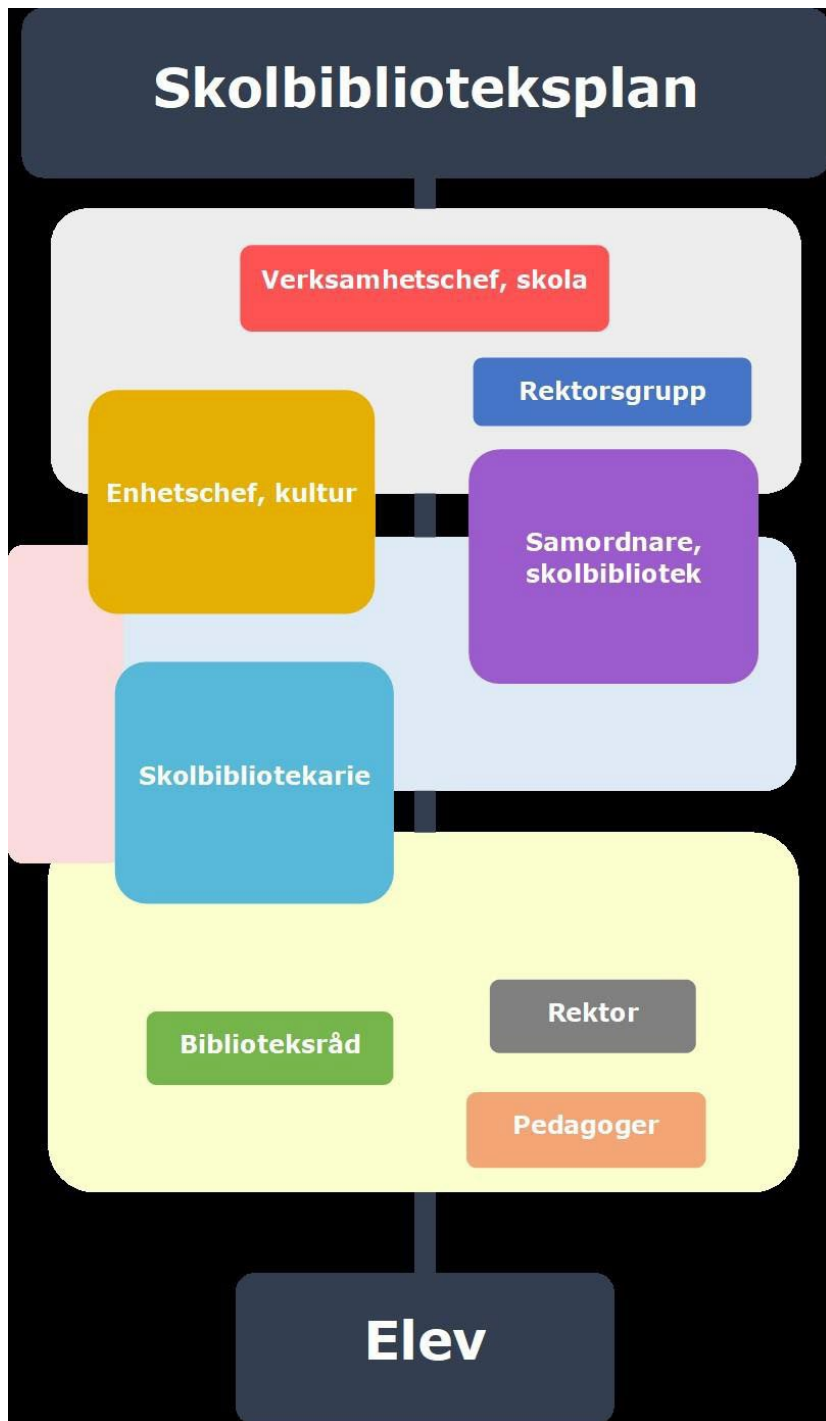 Skolbiblioteksplan
Verksamhetschef, skola
Rektorsgrupp
Enhetschef, kultur
Samordnare,
skolbibliotek
Skolbibliotekarie
Biblioteksråd
Rektor
Pedagoger
Elev